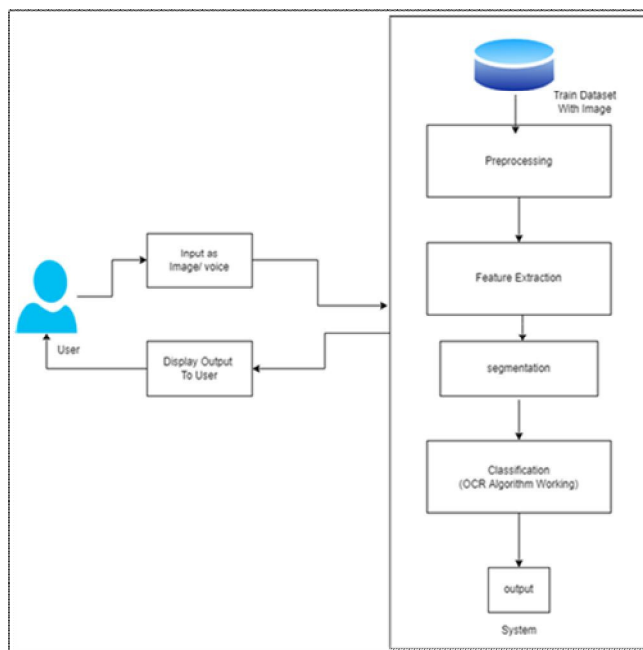 Train Dataset
With Image
Preprocessing
Feature Extraction
segmentation
Classification
(OCR Algorithm Working)
output
System
Input as
Image/ voice
User
Display Output
To User